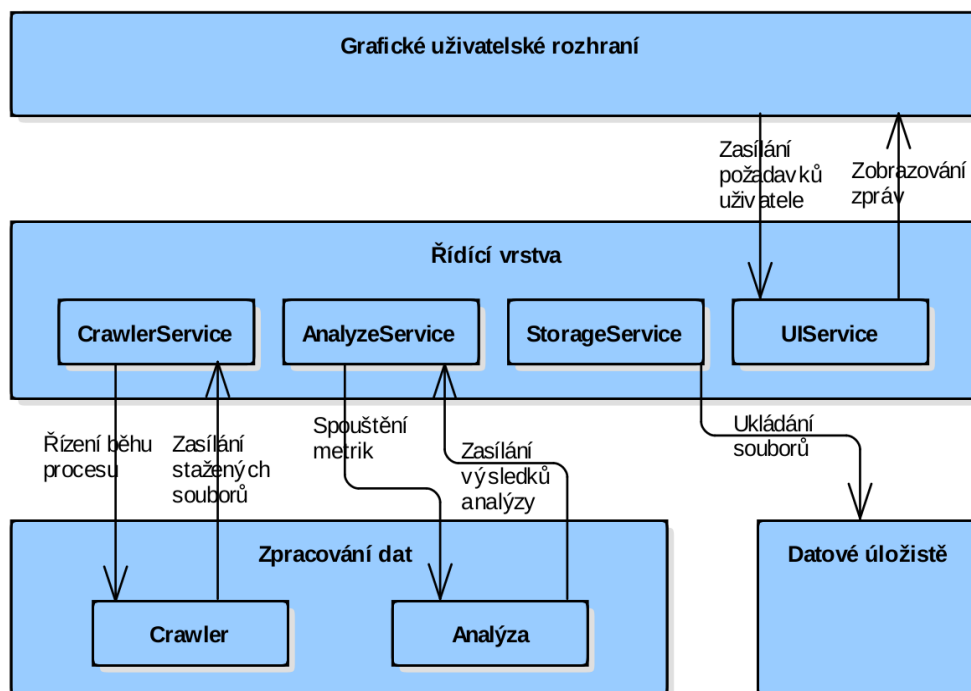 Grafické uživatelské rozhraní
Zasílání
požadavků
uživatele
Zobrazování
zpráv
Řídící vrstva
CrawlerService
AnalyzeService
StorageService
UIService
Řízení běhu
procesu
Zasílání
stažených
souborů
Spouštění
metrik
Zasílání
výsledků
analýzy
Ukládání
souborů
Zpracování dat
Datové úložistě
Crawler
Analýza